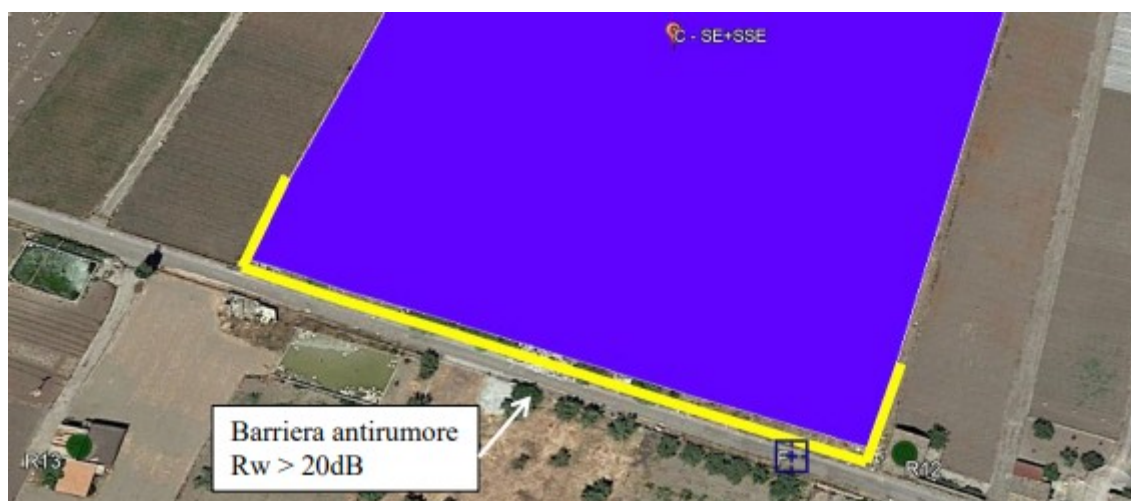 C - SE+SSE
Barriera antirumore
Rw > 20dB
R13
R12